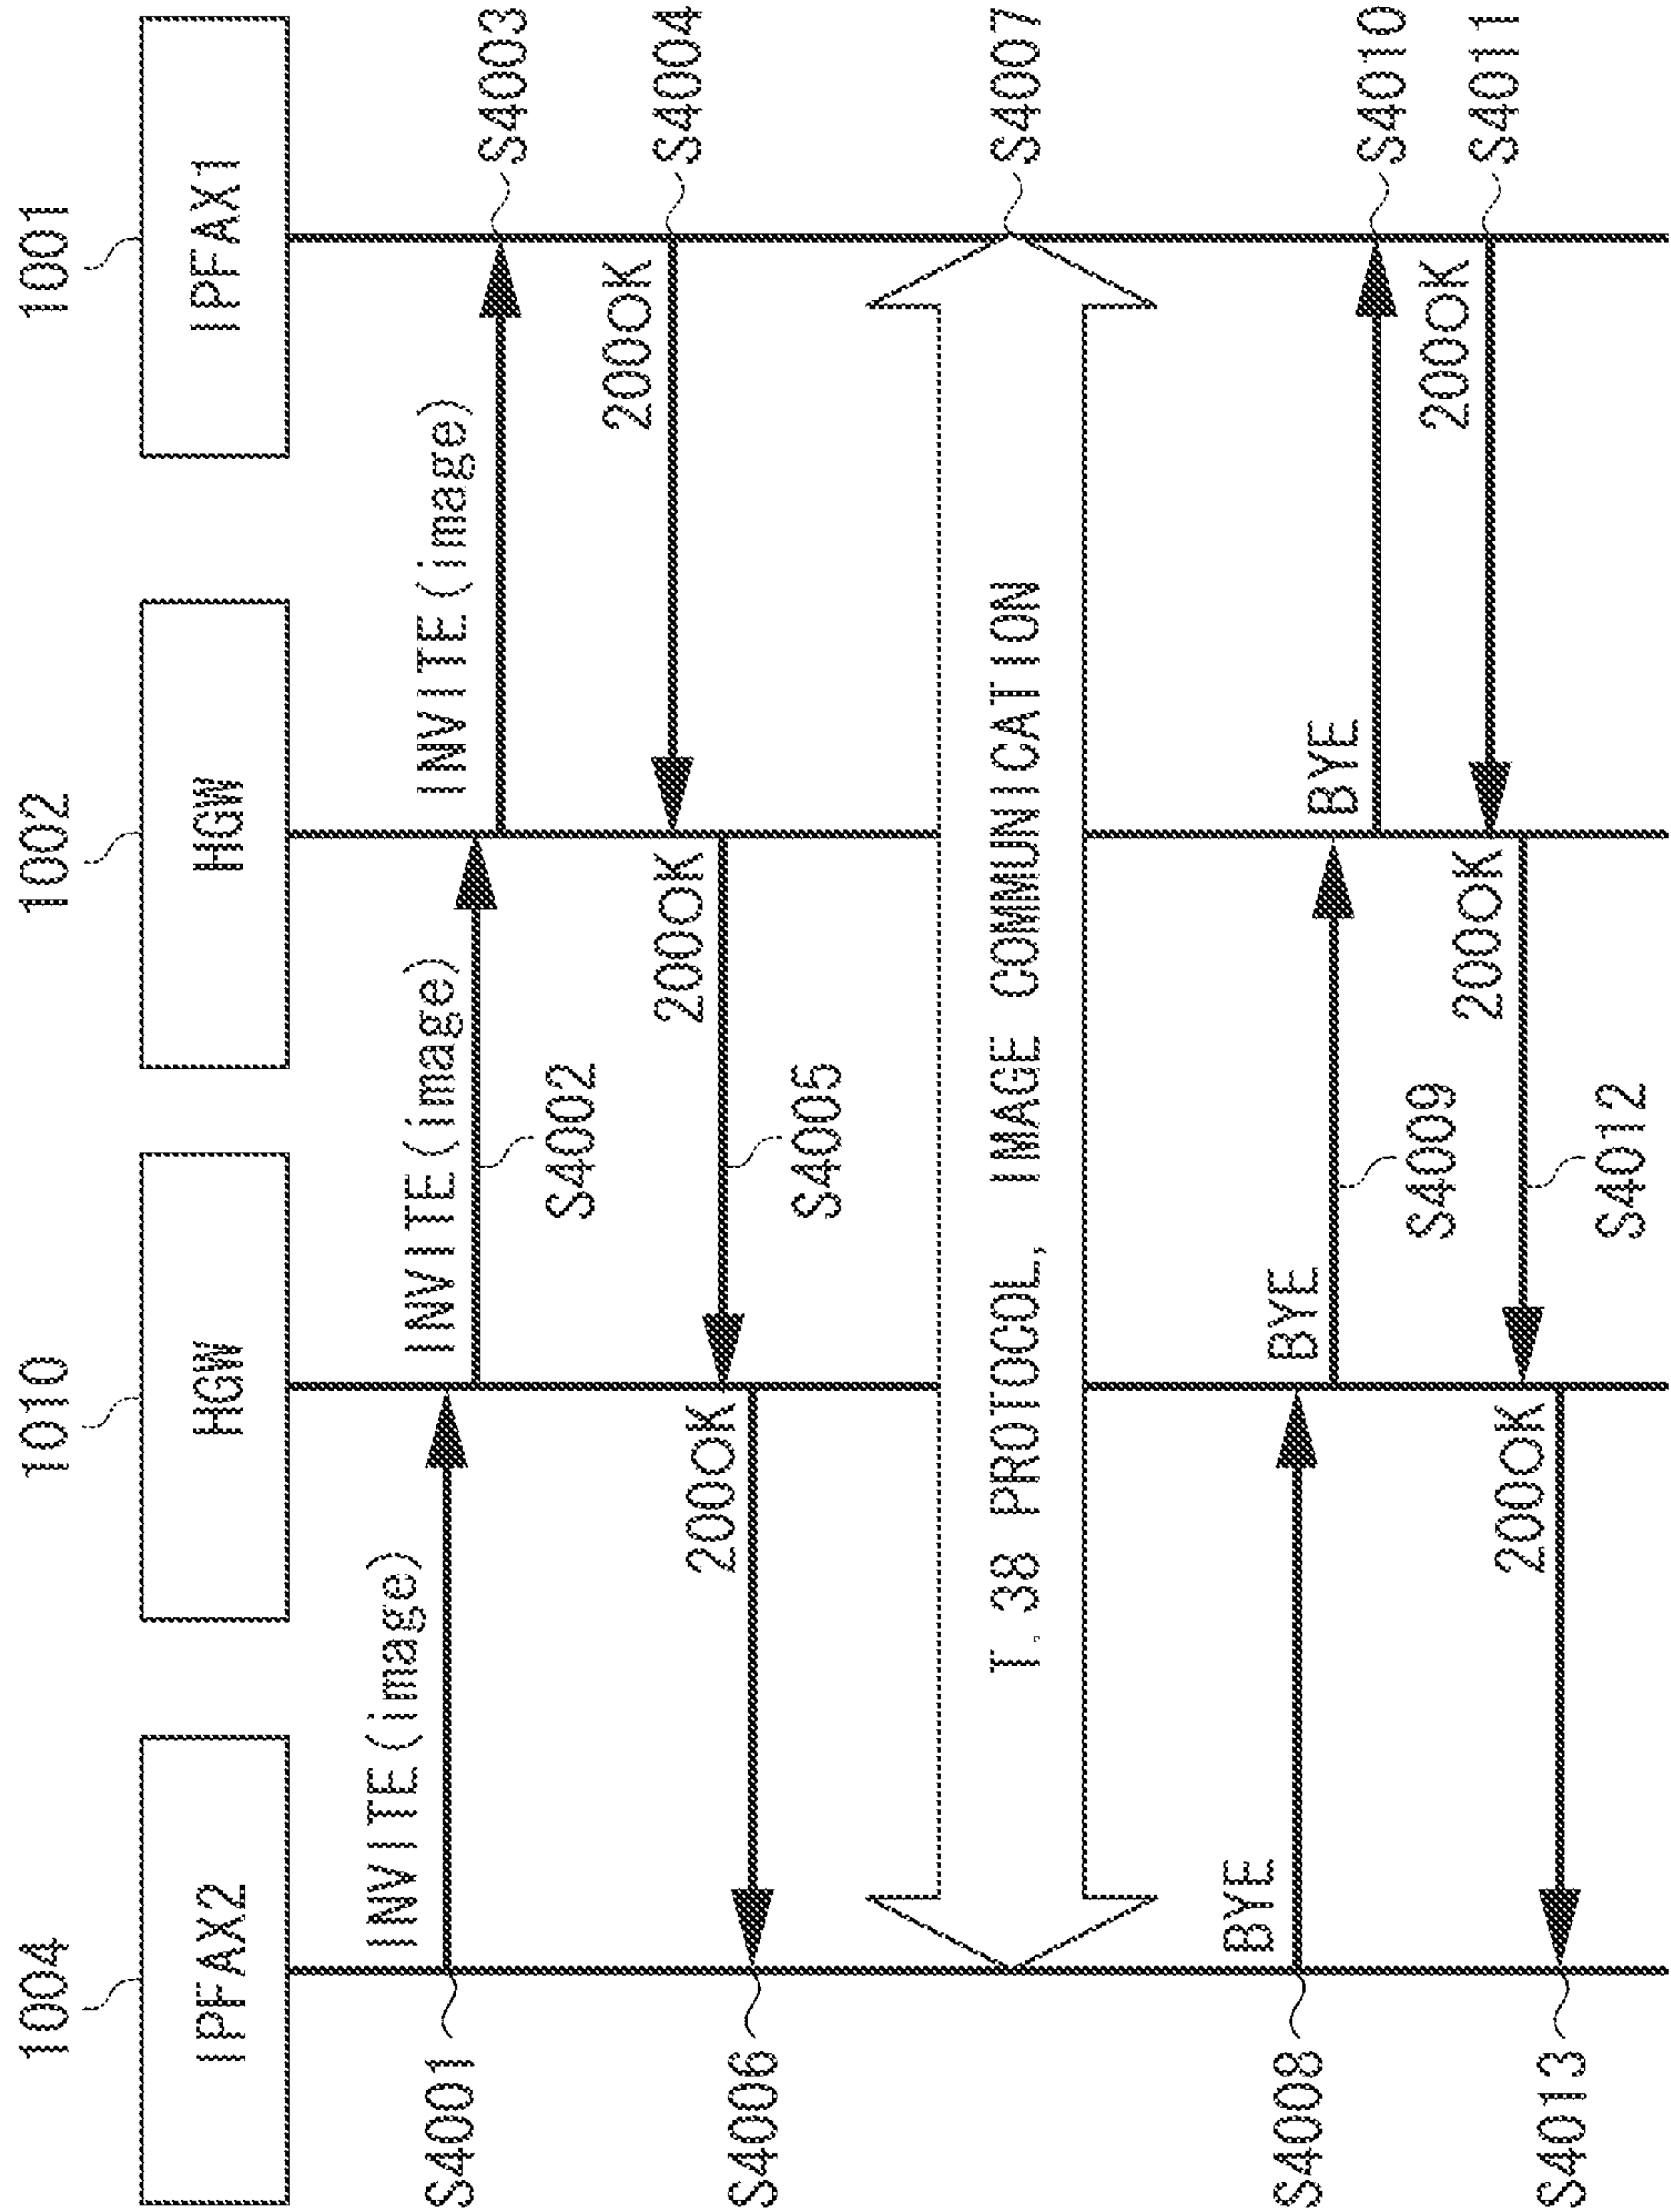 1004
1010
1002
1001
IPFAX2
HGW
HGW
IPFAX1
INVITE(image)
INVITE(image)
INVITE(image)
S4001
S4002
S4003
200OK
S4004
200OK
S4005
200OK
S4006
T.38 PROTOCOL, IMAGE COMMUNICATION
S4007
BYE
S4008
BYE
S4009
BYE
S4010
200OK
S4011
200OK
S4012
200OK
S4013